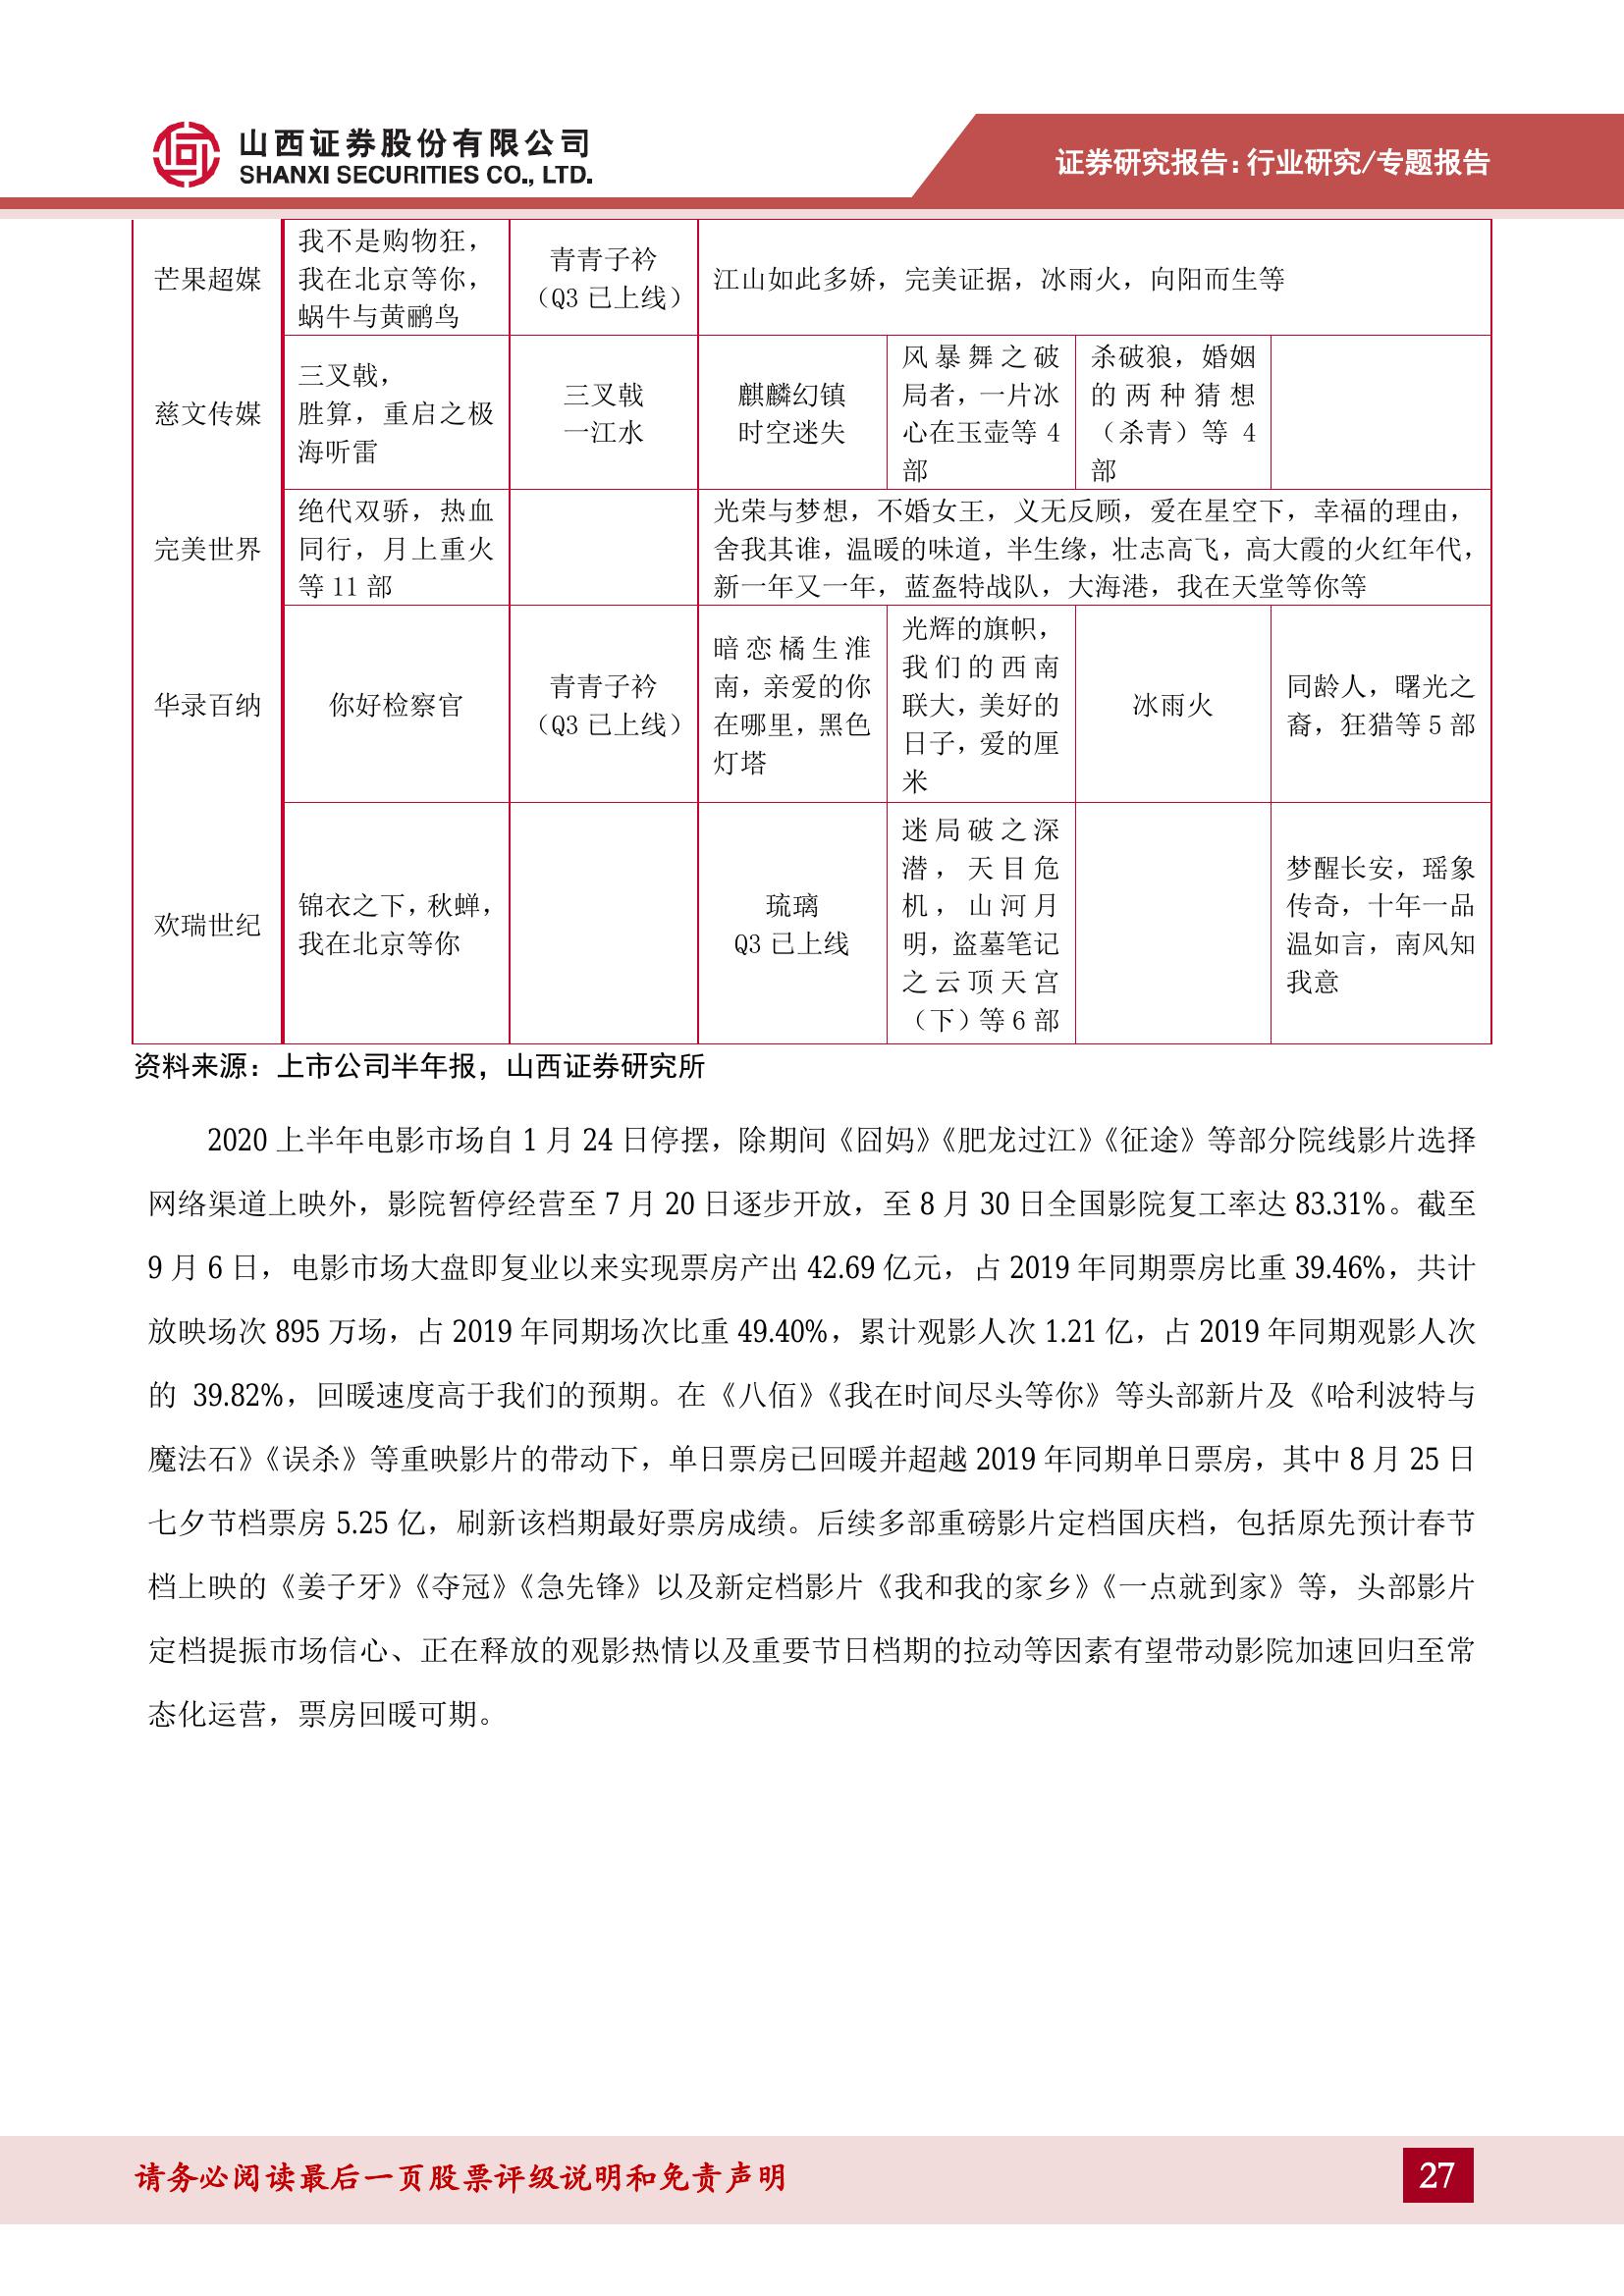 山西证券股份有限公司
SHANXI SECURITIES CO., LTD.
证券研究报告：行业研究/专题报告
芒果超媒
我不是购物狂，
我在北京等你，
蜗牛与黄鹂鸟
青青子衿
（Q3 已上线）
江山如此多娇，完美证据，冰雨火，向阳而生等
慈文传媒
三叉戟，
胜算，重启之极
海听雷
三叉戟
一江水
麒麟幻镇
时空迷失
风暴舞之破
局者，一片冰
心在玉壶等 4
部
杀破狼，婚姻
的两种猜想
（杀青）等 4
部
完美世界
绝代双骄，热血
同行，月上重火
等 11 部
光荣与梦想，不婚女王，义无反顾，爱在星空下，幸福的理由，
舍我其谁，温暖的味道，半生缘，壮志高飞，高大霞的火红年代，
新一年又一年，蓝盔特战队，大海港，我在天堂等你等
华录百纳
你好检察官
青青子衿
（Q3 已上线）
暗恋橘生淮
南，亲爱的你
在哪里，黑色
灯塔
光辉的旗帜，
我们的西南
联大，美好的
日子，爱的厘
米
冰雨火
同龄人，曙光之
裔，狂猎等 5 部
欢瑞世纪
锦衣之下，秋蝉，
我在北京等你
琉璃
Q3 已上线
迷局破之深
潜，天目危
机，山河月
明，盗墓笔记
之云顶天宫
（下）等 6 部
梦醒长安，瑶象
传奇，十年一品
温如言，南风知
我意
资料来源：上市公司半年报，山西证券研究所
2020 上半年电影市场自 1 月 24 日停摆，除期间《囧妈》《肥龙过江》《征途》等部分院线影片选择
网络渠道上映外，影院暂停经营至 7 月 20 日逐步开放，至 8 月 30 日全国影院复工率达 83.31%。截至
9 月 6 日，电影市场大盘即复业以来实现票房产出 42.69 亿元，占 2019 年同期票房比重 39.46%，共计
放映场次 895 万场，占 2019 年同期场次比重 49.40%，累计观影人次 1.21 亿，占 2019 年同期观影人次
的 39.82%，回暖速度高于我们的预期。在《八佰》《我在时间尽头等你》等头部新片及《哈利波特与
魔法石》《误杀》等重映影片的带动下，单日票房已回暖并超越 2019 年同期单日票房，其中 8 月 25 日
七夕节档票房 5.25 亿，刷新该档期最好票房成绩。后续多部重磅影片定档国庆档，包括原先预计春节
档上映的《姜子牙》《夺冠》《急先锋》以及新定档影片《我和我的家乡》《一点就到家》等，头部影片
定档提振市场信心、正在释放的观影热情以及重要节日档期的拉动等因素有望带动影院加速回归至常
态化运营，票房回暖可期。
请务必阅读最后一页股票评级说明和免责声明
27